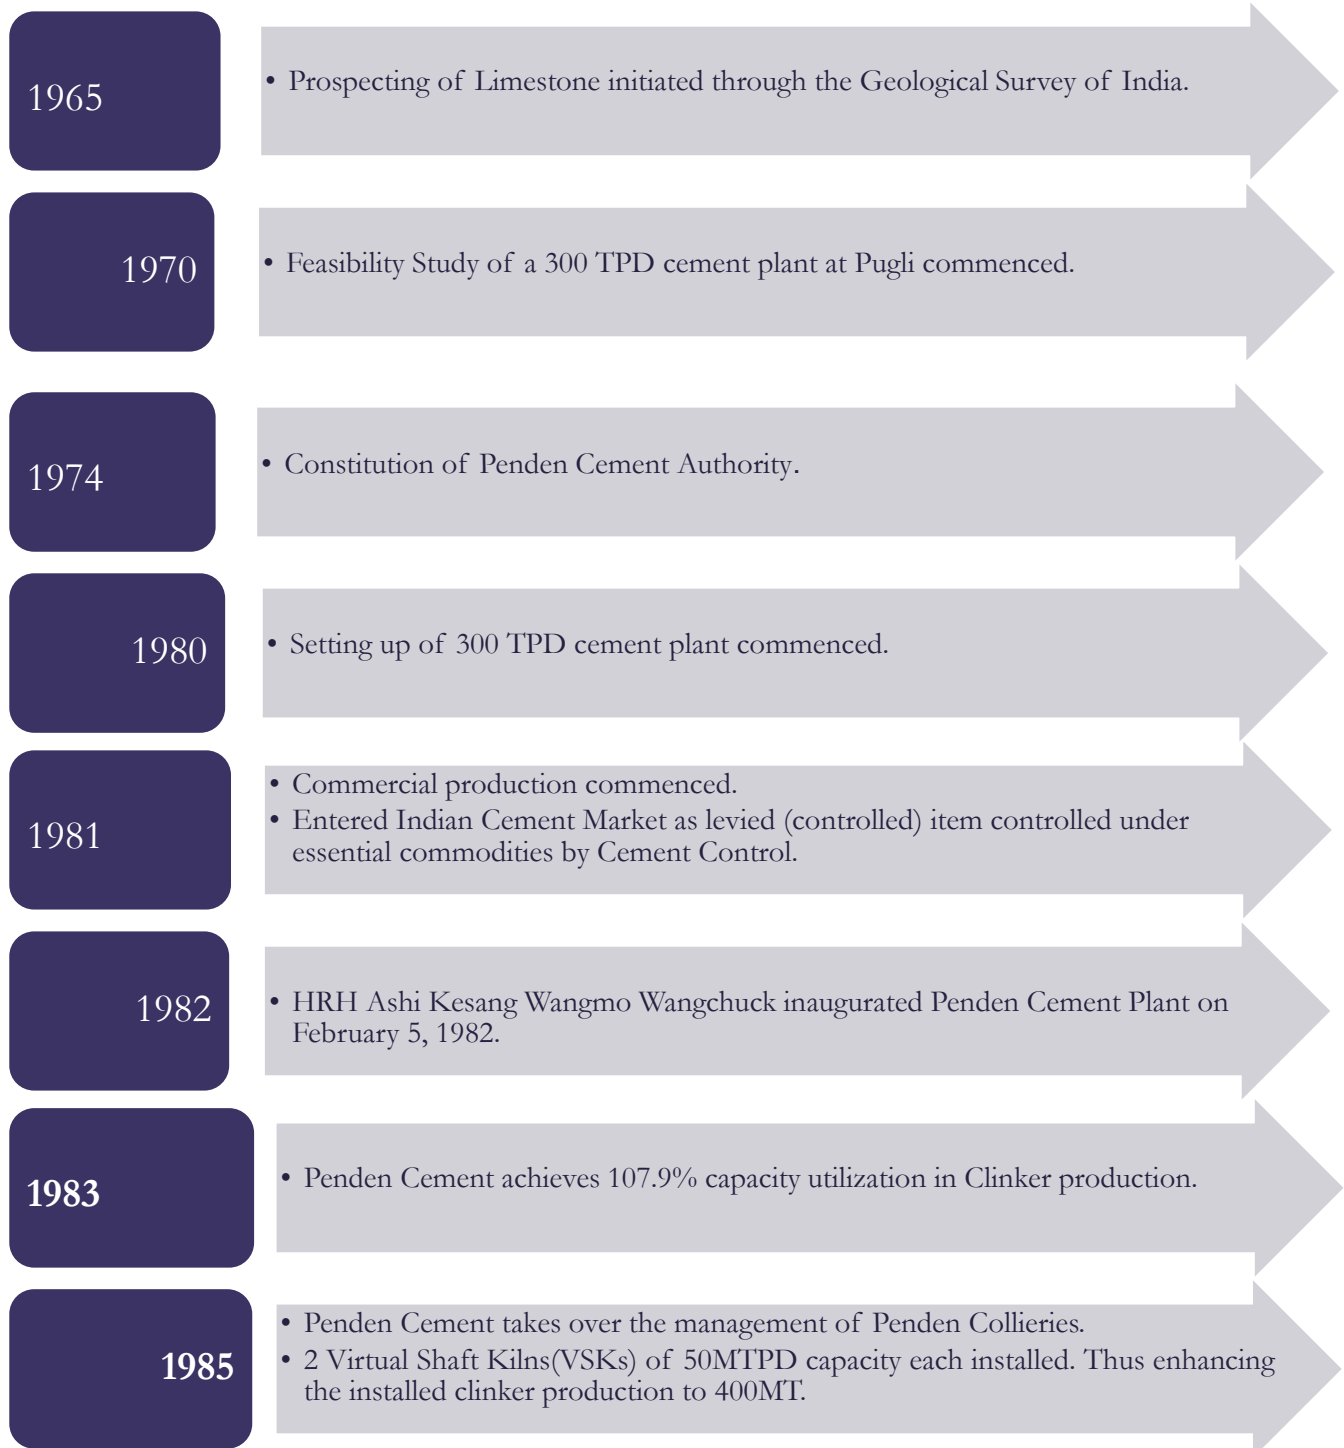 1965
• Prospecting of Limestone initiated through the Geological Survey of India.
1970
• Feasibility Study of a 300 TPD cement plant at Pugli commenced.
1974
• Constitution of Penden Cement Authority.
1980
• Setting up of 300 TPD cement plant commenced.
1981
• Commercial production commenced.
• Entered Indian Cement Market as levied (controlled) item controlled under
essential commodities by Cement Control.
1982
• HRH Ashi Kesang Wangmo Wangchuck inaugurated Penden Cement Plant on
February 5, 1982.
1983
• Penden Cement achieves 107.9% capacity utilization in Clinker production.
1985
• Penden Cement takes over the management of Penden Collieries.
• 2 Virtual Shaft Kilns(VSKs) of 50MTPD capacity each installed. Thus enhancing
the installed clinker production to 400MT.